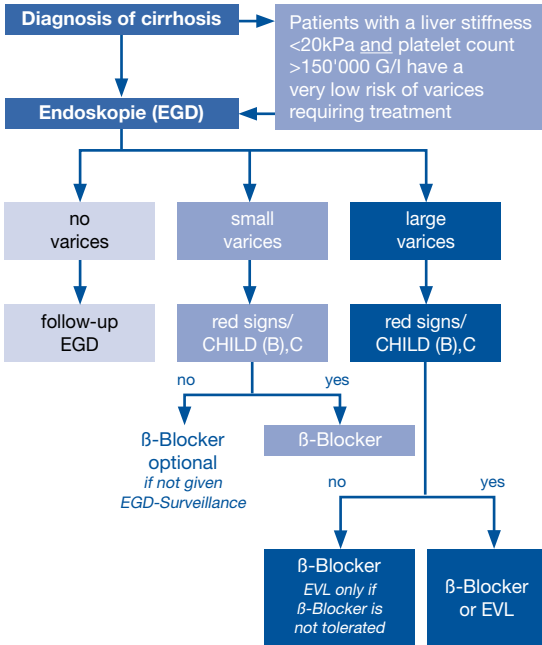 Diagnosis of cirrhosis
Patients with a liver stiffness
<20kPa and platelet count
>150'000 G/l have a
very low risk of varices
requiring treatment
Endoskopie (EGD)
no
varices
small
varices
large
varices
follow-up
EGD
red signs/
CHILD (B),C
red signs/
CHILD (B),C
no
yes
ß-Blocker
optional
if not given
EGD-Surveillance
ß-Blocker
no
yes
ß-Blocker
EVL only if
ß-Blocker is
not tolerated
ß-Blocker
or EVL